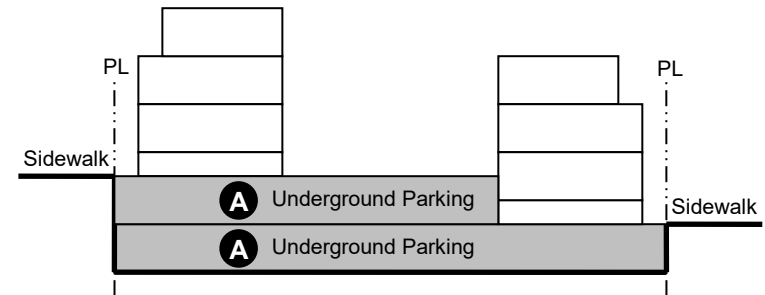 PL
PL
Sidewalk
A Underground Parking
Sidewalk
A Underground Parking